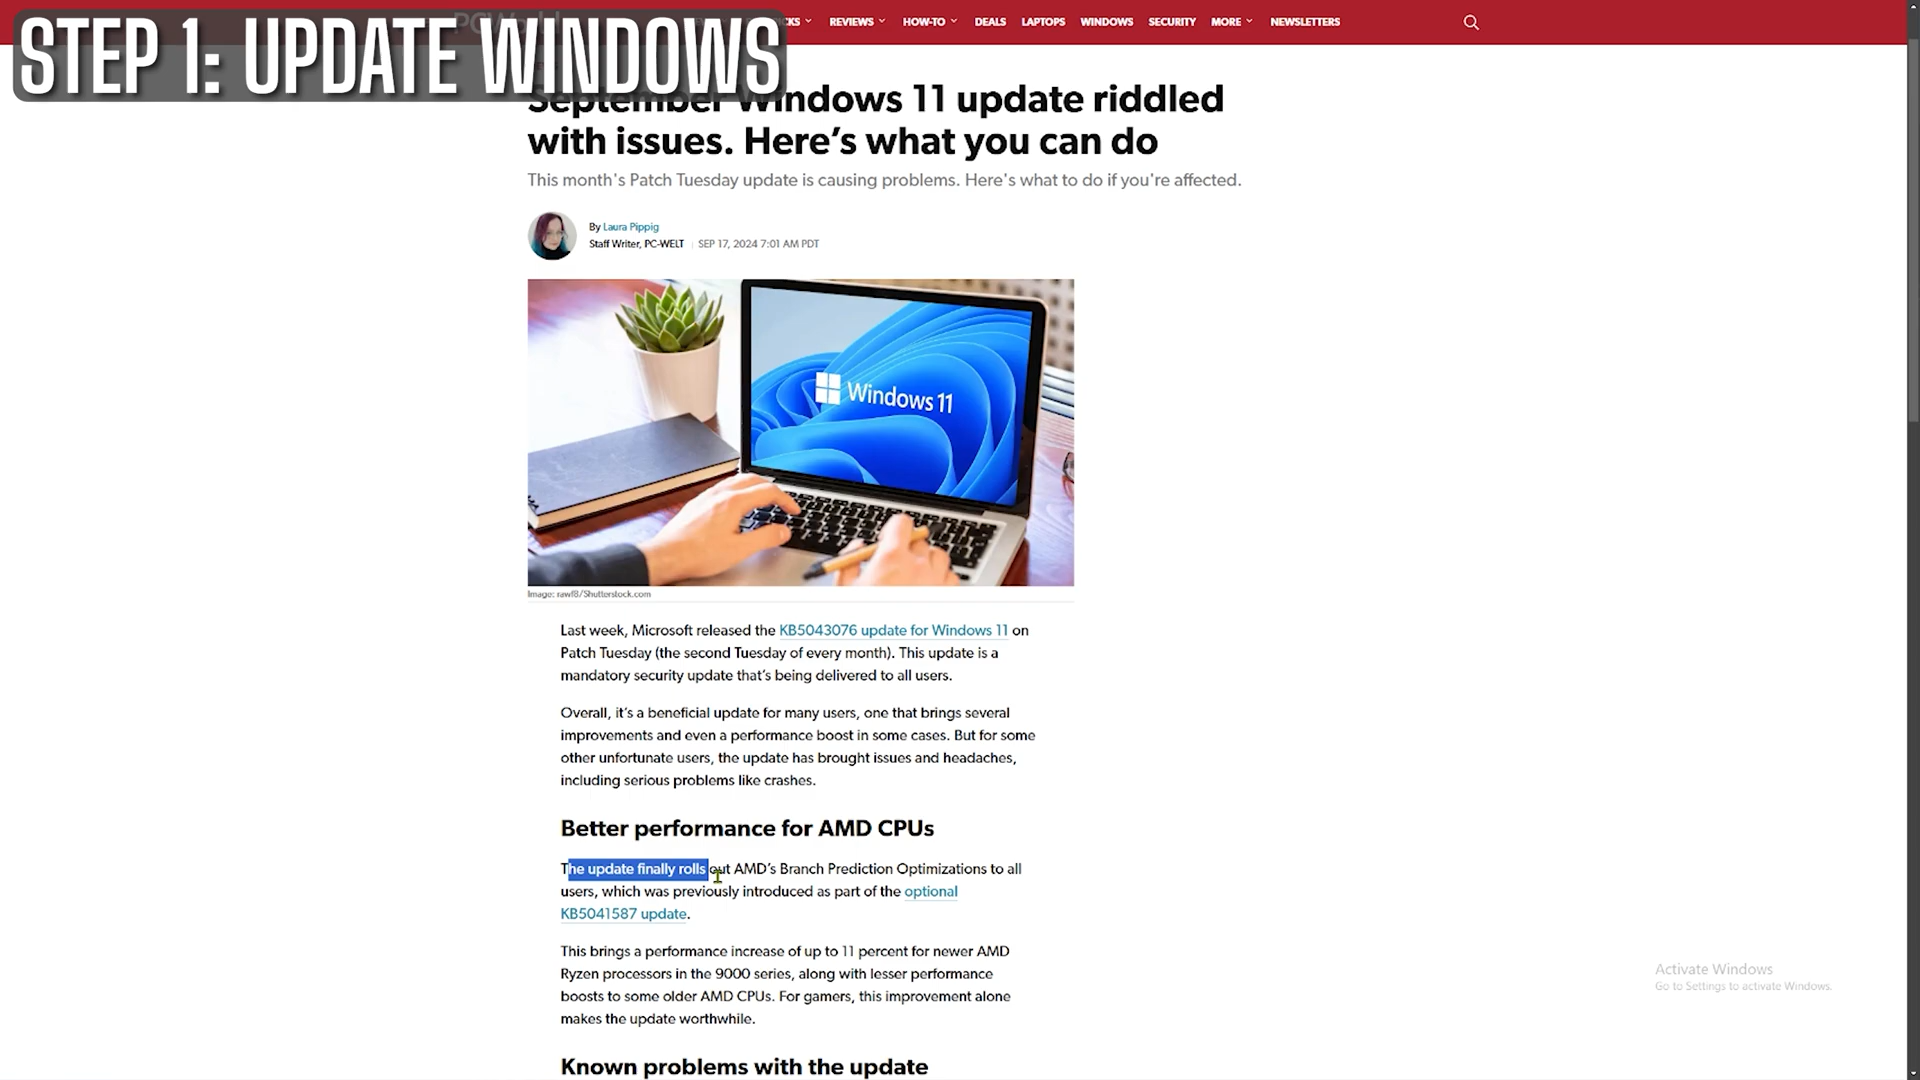 STEP 1: UPDATE WINDOWS
REVIEWS
HOW-TO
DEALS
LAPTOPS
WINDOWS
SECURITY
MORE
NEWSLETTERS
September Windows 11 update riddled
with issues. Here's what you can do
This month's Patch Tuesday update is causing problems. Here's what to do if you're affected.
By Laura Pippig
Staff Writer, PC-WELT | SEP 17, 2024 7:01 AM PDT
Windows 11
Image: rawf8/Shutterstock.com
Last week, Microsoft released the KB5043076 update for Windows 11 on
Patch Tuesday (the second Tuesday of every month). This update is a
mandatory security update that's being delivered to all users.
Overall, it's a beneficial update for many users, one that brings several
improvements and even a performance boost in some cases. But for some
other unfortunate users, the update has brought issues and headaches,
including serious problems like crashes.
Better performance for AMD CPUs
The update finally rolls out AMD's Branch Prediction Optimizations to all
users, which was previously introduced as part of the optional
KB5041587 update.
This brings a performance increase of up to 11 percent for newer AMD
Ryzen processors in the 9000 series, along with lesser performance
boosts to some older AMD CPUs. For gamers, this improvement alone
makes the update worthwhile.
Known problems with the update
Activate Windows
Go to Settings to activate Windows.